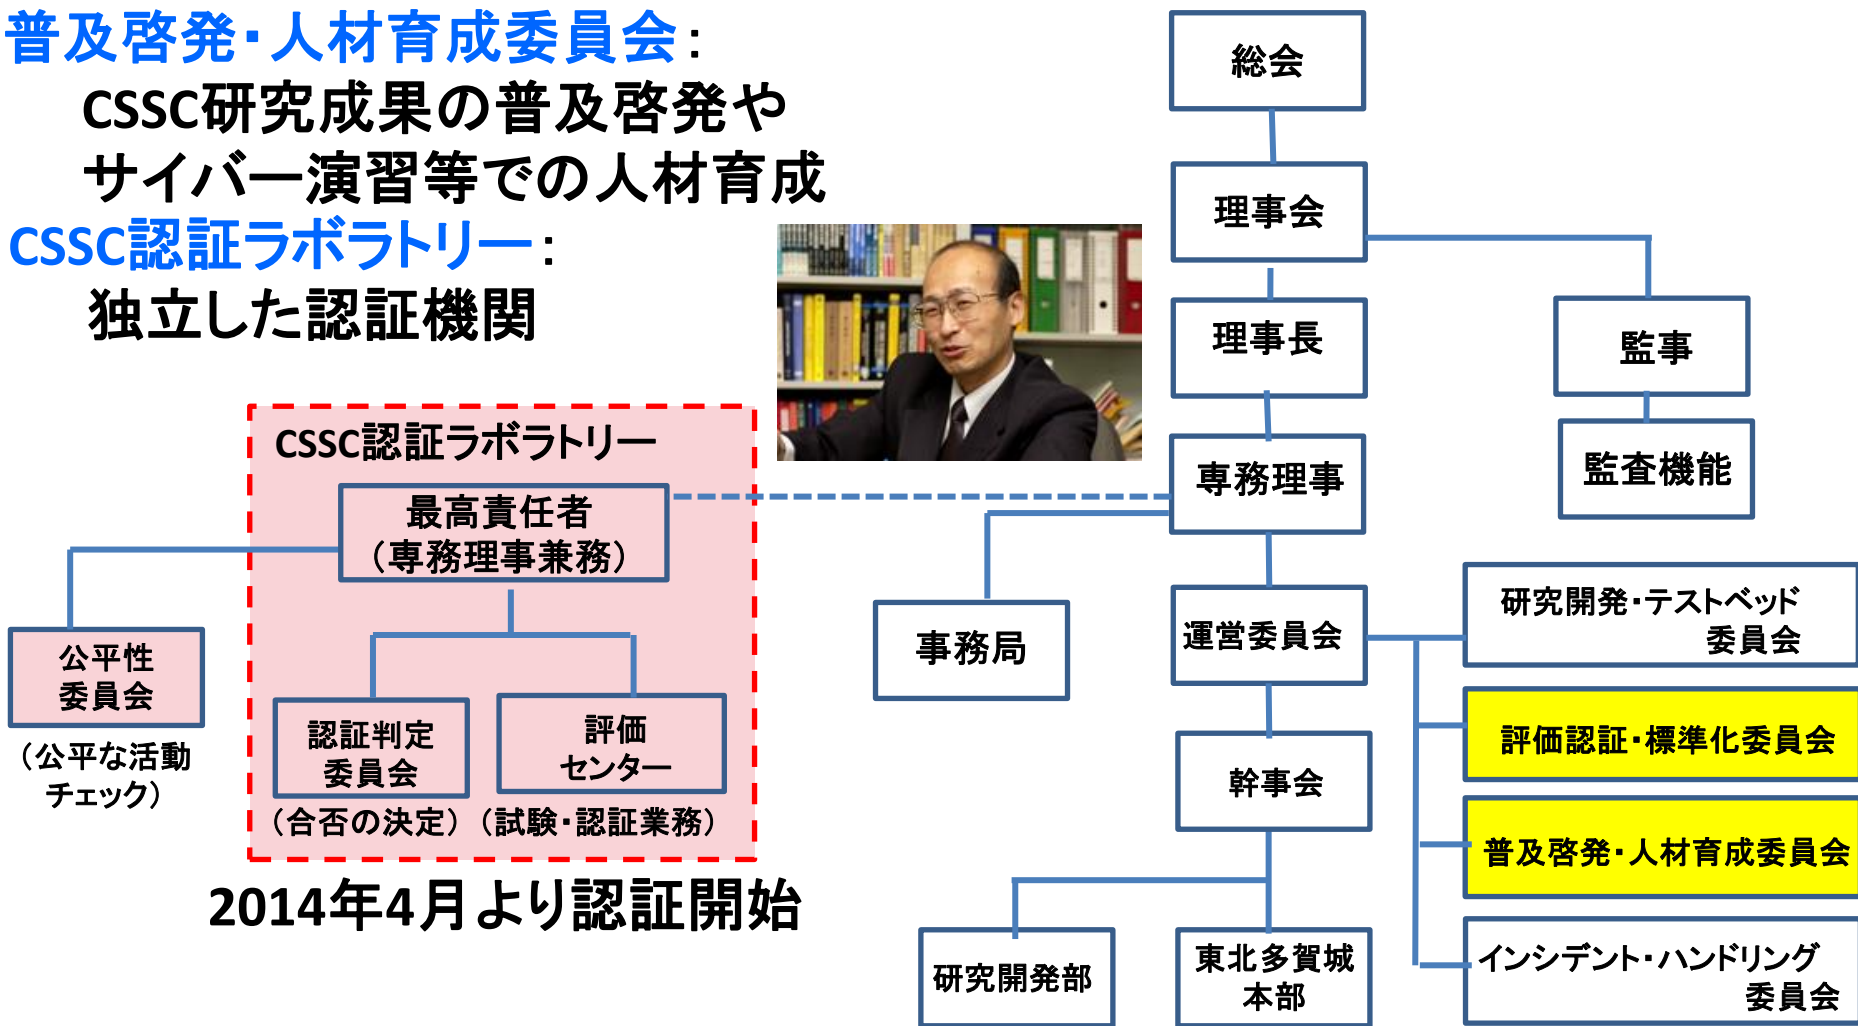 普及啓発・人材育成委員会：
CSSC研究成果の普及啓発や
サイバー演習等での人材育成
CSSC認証ラボラトリー：
独立した認証機関
総会
理事会
理事長
監事
専務理事
監査機能
CSSC認証ラボラトリー
最高責任者
（専務理事兼務）
公平性
委員会
（公平な活動
チェック）
認証判定
委員会
（合否の決定）
評価
センター
（試験・認証業務）
2014年4月より認証開始
事務局
運営委員会
研究開発・テストベッド
委員会
評価認証・標準化委員会
普及啓発・人材育成委員会
インシデント・ハンドリング
委員会
幹事会
研究開発部
東北多賀城
本部